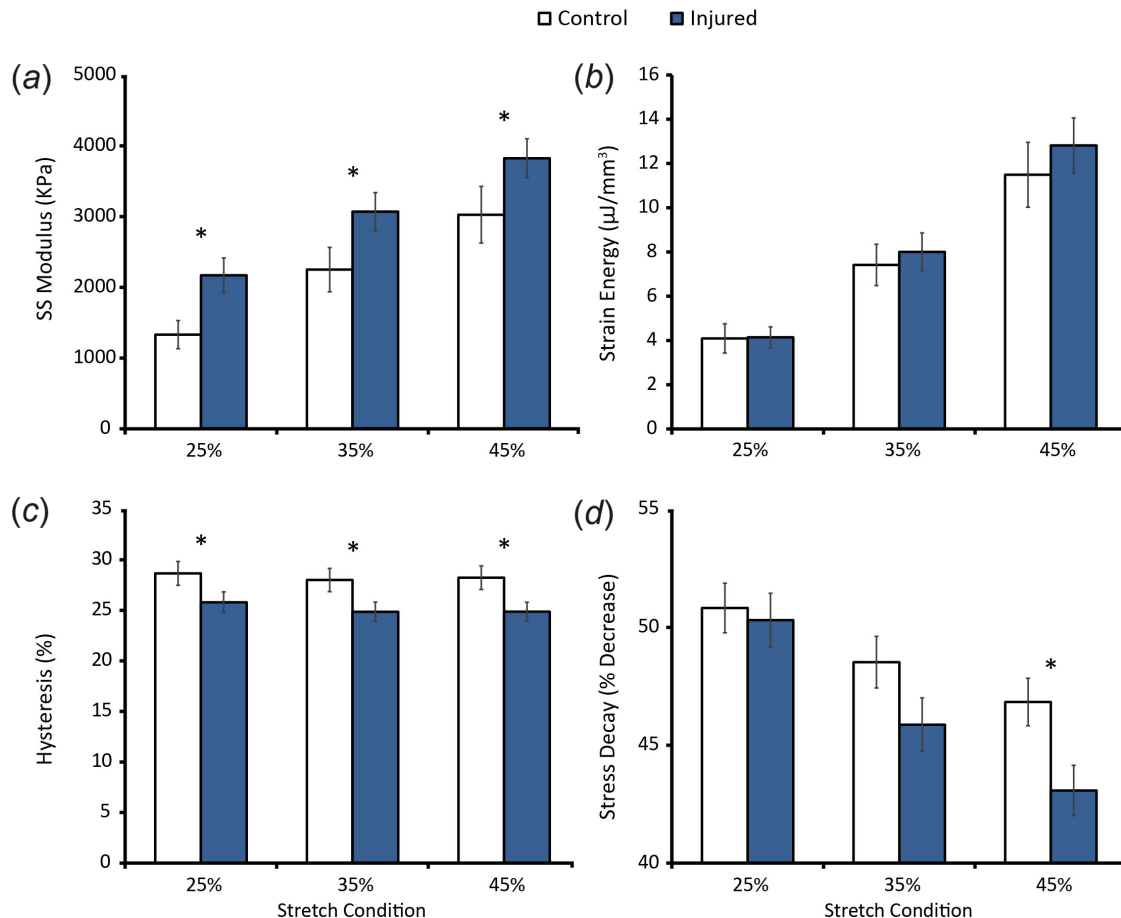 Control Injured
(a)
SS Modulus (KPa)
5000
4000
3000
2000
1000
0
*
*
*
25% 35% 45%
(b)
Strain Energy (µJ/mm³)
16
14
12
10
8
6
4
2
0
25% 35% 45%
(c)
Hysteresis (%)
35
30
25
20
15
10
5
0
*
*
*
25% 35% 45%
Stretch Condition
(d)
Stress Decay (% Decrease)
55
50
45
40
*
25% 35% 45%
Stretch Condition